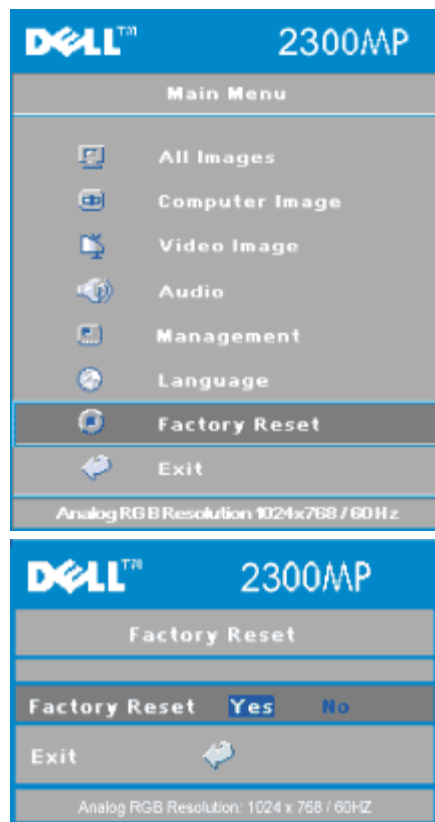 DELL™ 2300MP
Main Menu
All Images
Computer Image
Video Image
Audio
Management
Language
Factory Reset
Exit
Analog RGB Resolution 1024x768 / 60Hz
DELL™ 2300MP
Factory Reset
Factory Reset Yes No
Exit
Analog RGB Resolution: 1024 x 768 / 60HZ